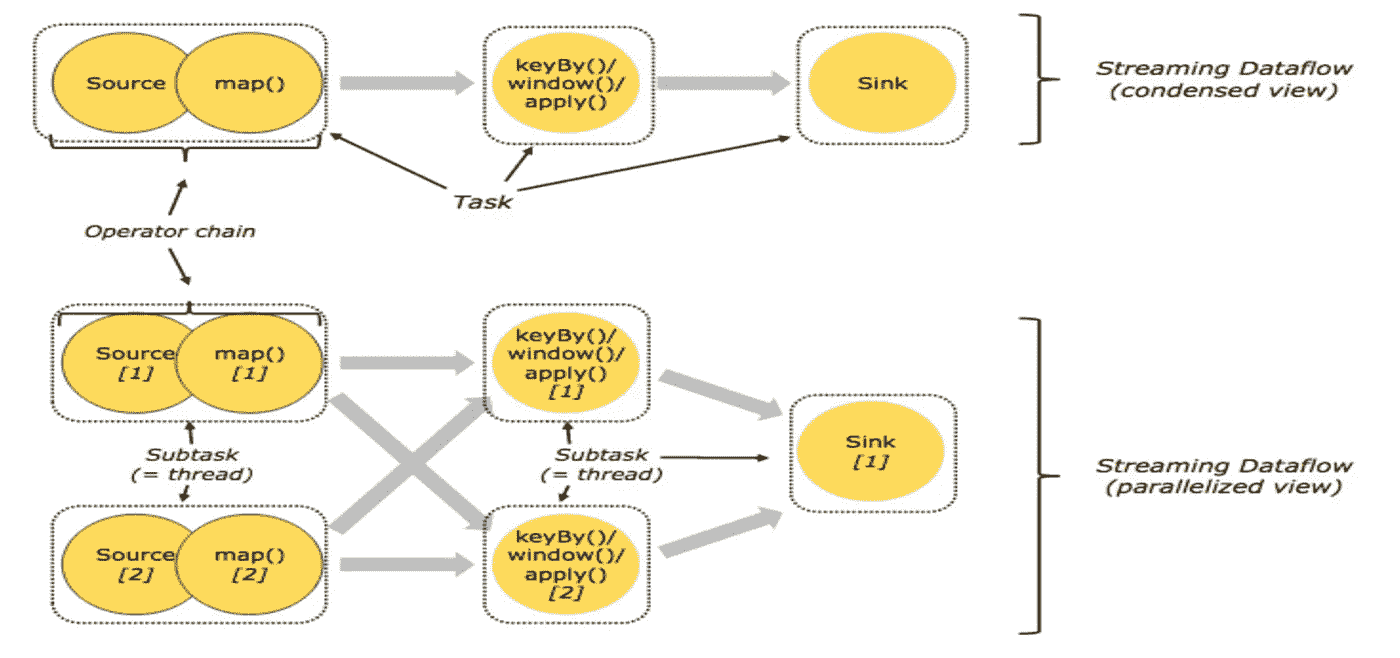 Source
map()
keyBy()/
window()/
apply()
Sink
Streaming Dataflow
(condensed view)
Task
Operator chain
Source
[1]
map()
[1]
keyBy()/
window()/
apply()
[1]
Subtask
(= thread)
Subtask
(= thread)
Sink
[1]
Streaming Dataflow
(parallelized view)
Source
[2]
map()
[2]
keyBy()/
window()/
apply()
[2]